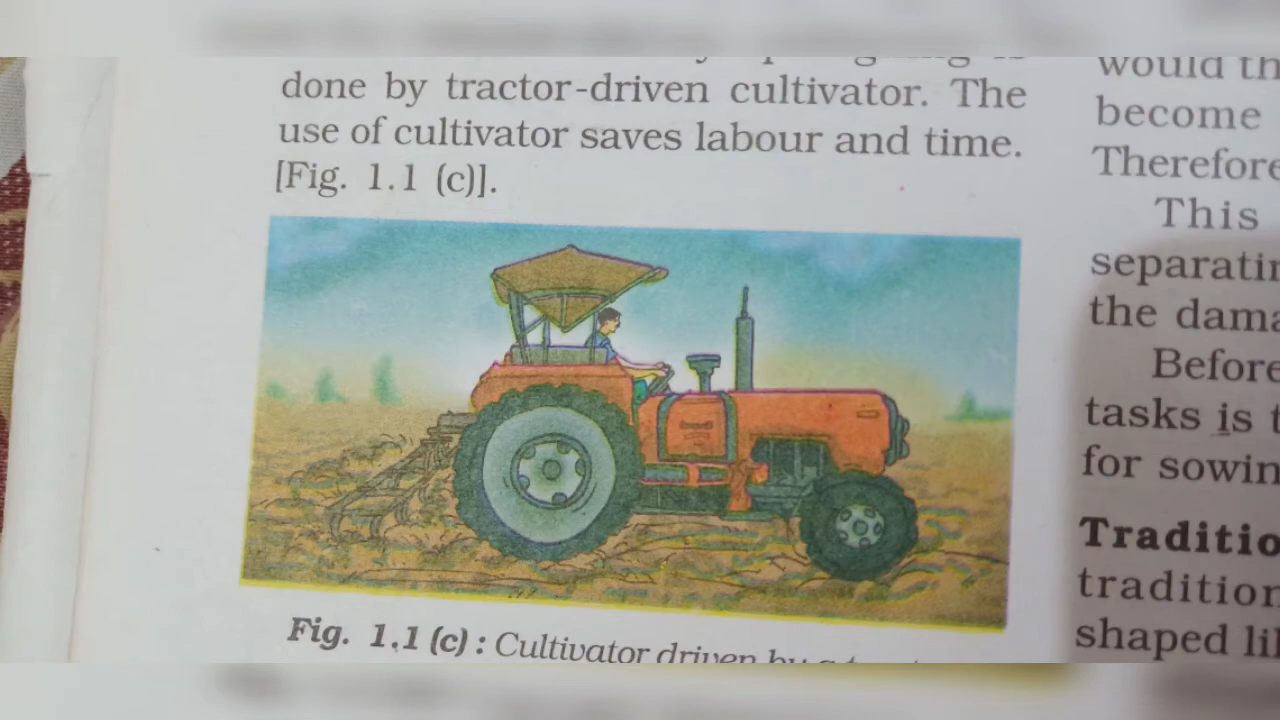 done by tractor-driven cultivator. The
use of cultivator saves labour and time.
[Fig. 1.1 (c)].
Fig. 1.1 (c) : Cultivator driven by a
would th
become
Therefore
This
separatin
the dama
Before
tasks is t
for sowin
Traditio
tradition
shaped li